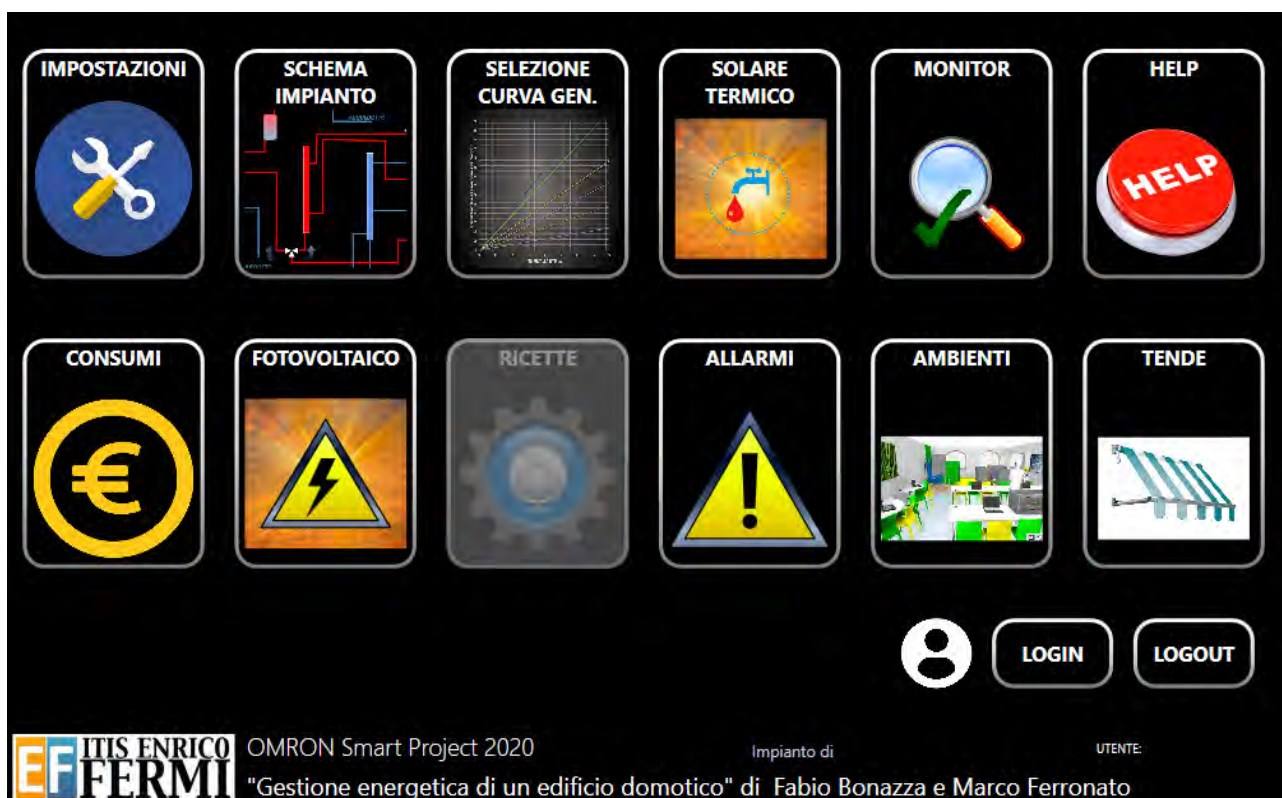 IMPOSTAZIONI
SCHEMA
IMPIANTO
SELEZIONE
CURVA GEN.
SOLARE
TERMICO
MONITOR
HELP
HELP
CONSUMI
€
FOTOVOLTAICO
RICETTE
ALLARMI
!
AMBIENTI
TENDE
LOGIN
LOGOUT
EF ITIS ENRICO
FERMI
OMRON Smart Project 2020
Impianto di
UTENTE:
"Gestione energetica di un edificio domotico" di Fabio Bonazza e Marco Ferronato